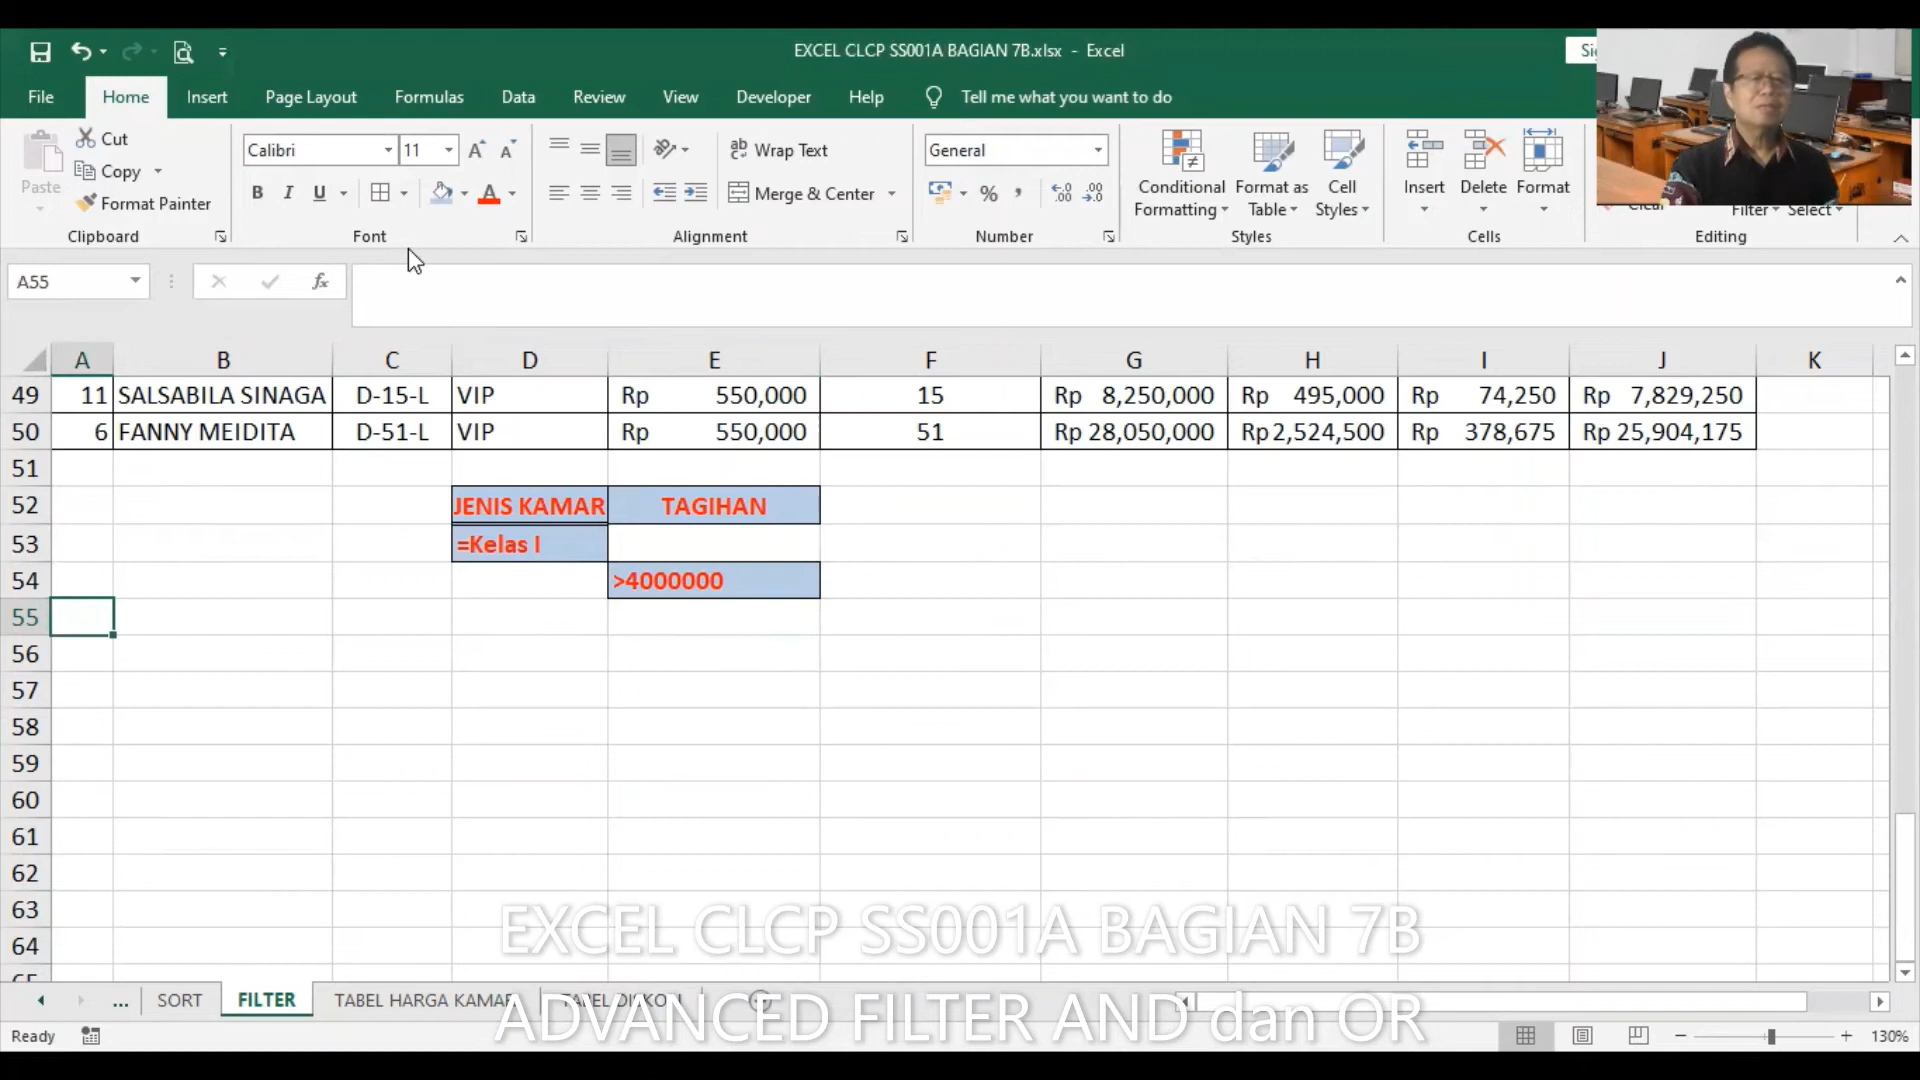 EXCEL CLCP SS001A BAGIAN 7B.xlsx - Excel
File Home Insert Page Layout Formulas Data Review View Developer Help Tell me what you want to do
Paste Cut
Copy
Format Painter
Clipboard
Calibri 11
B I U A
Font
Wrap Text
Merge & Center
Alignment
General
%
Number
Conditional Formatting
Format as Table
Cell Styles
Styles
Insert Delete Format
Cells
Filter Select
Editing
A55 fx
A B C D E F G H I J K
49 11 SALSABILA SINAGA D-15-L VIP Rp 550,000 15 Rp 8,250,000 Rp 495,000 Rp 74,250 Rp 7,829,250
50 6 FANNY MEIDITA D-51-L VIP Rp 550,000 51 Rp 28,050,000 Rp 2,524,500 Rp 378,675 Rp 25,904,175
51
52 JENIS KAMAR TAGIHAN
53 =Kelas I
54 >4000000
55
56
57
58
59
60
61
62
63
64
EXCEL CLCP SS001A BAGIAN 7B
... SORT FILTER TABEL HARGA KAMAR
ADVANCED FILTER AND dan OR
Ready 130%